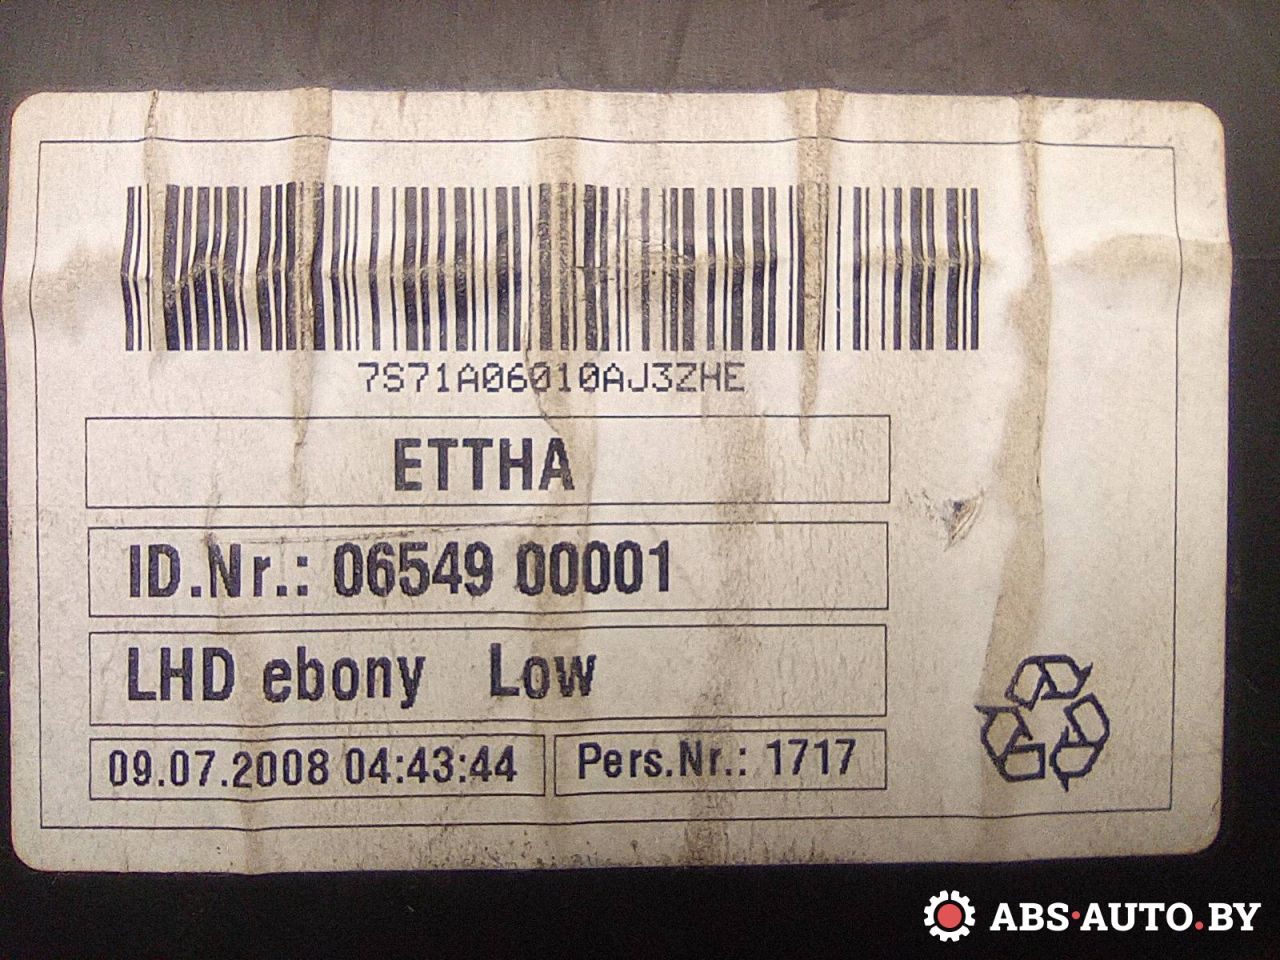 7S71A06010AJ3ZHE
ETTHA
ID.Nr.: 06549 00001
LHD ebony Low
09.07.2008 04:43:44 Pers.Nr.: 1717
ABS·AUTO.BY